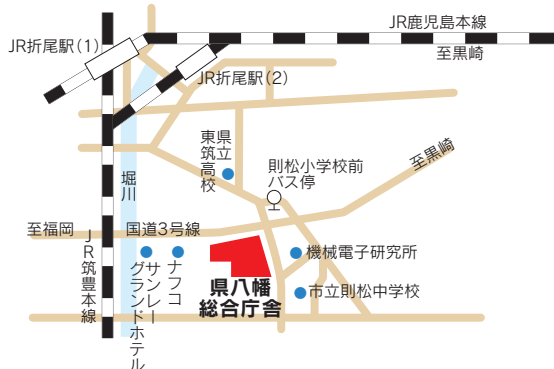 JR鹿児島本線
至黒崎
JR折尾駅(1)
JR折尾駅(2)
県立
東筑高校
則松小学校前
バス停
至黒崎
堀川
至福岡
国道3号線
JR筑豊本線
サンレー
グランドホテル
ナフコ
機械電子研究所
県八幡
総合庁舎
市立則松中学校